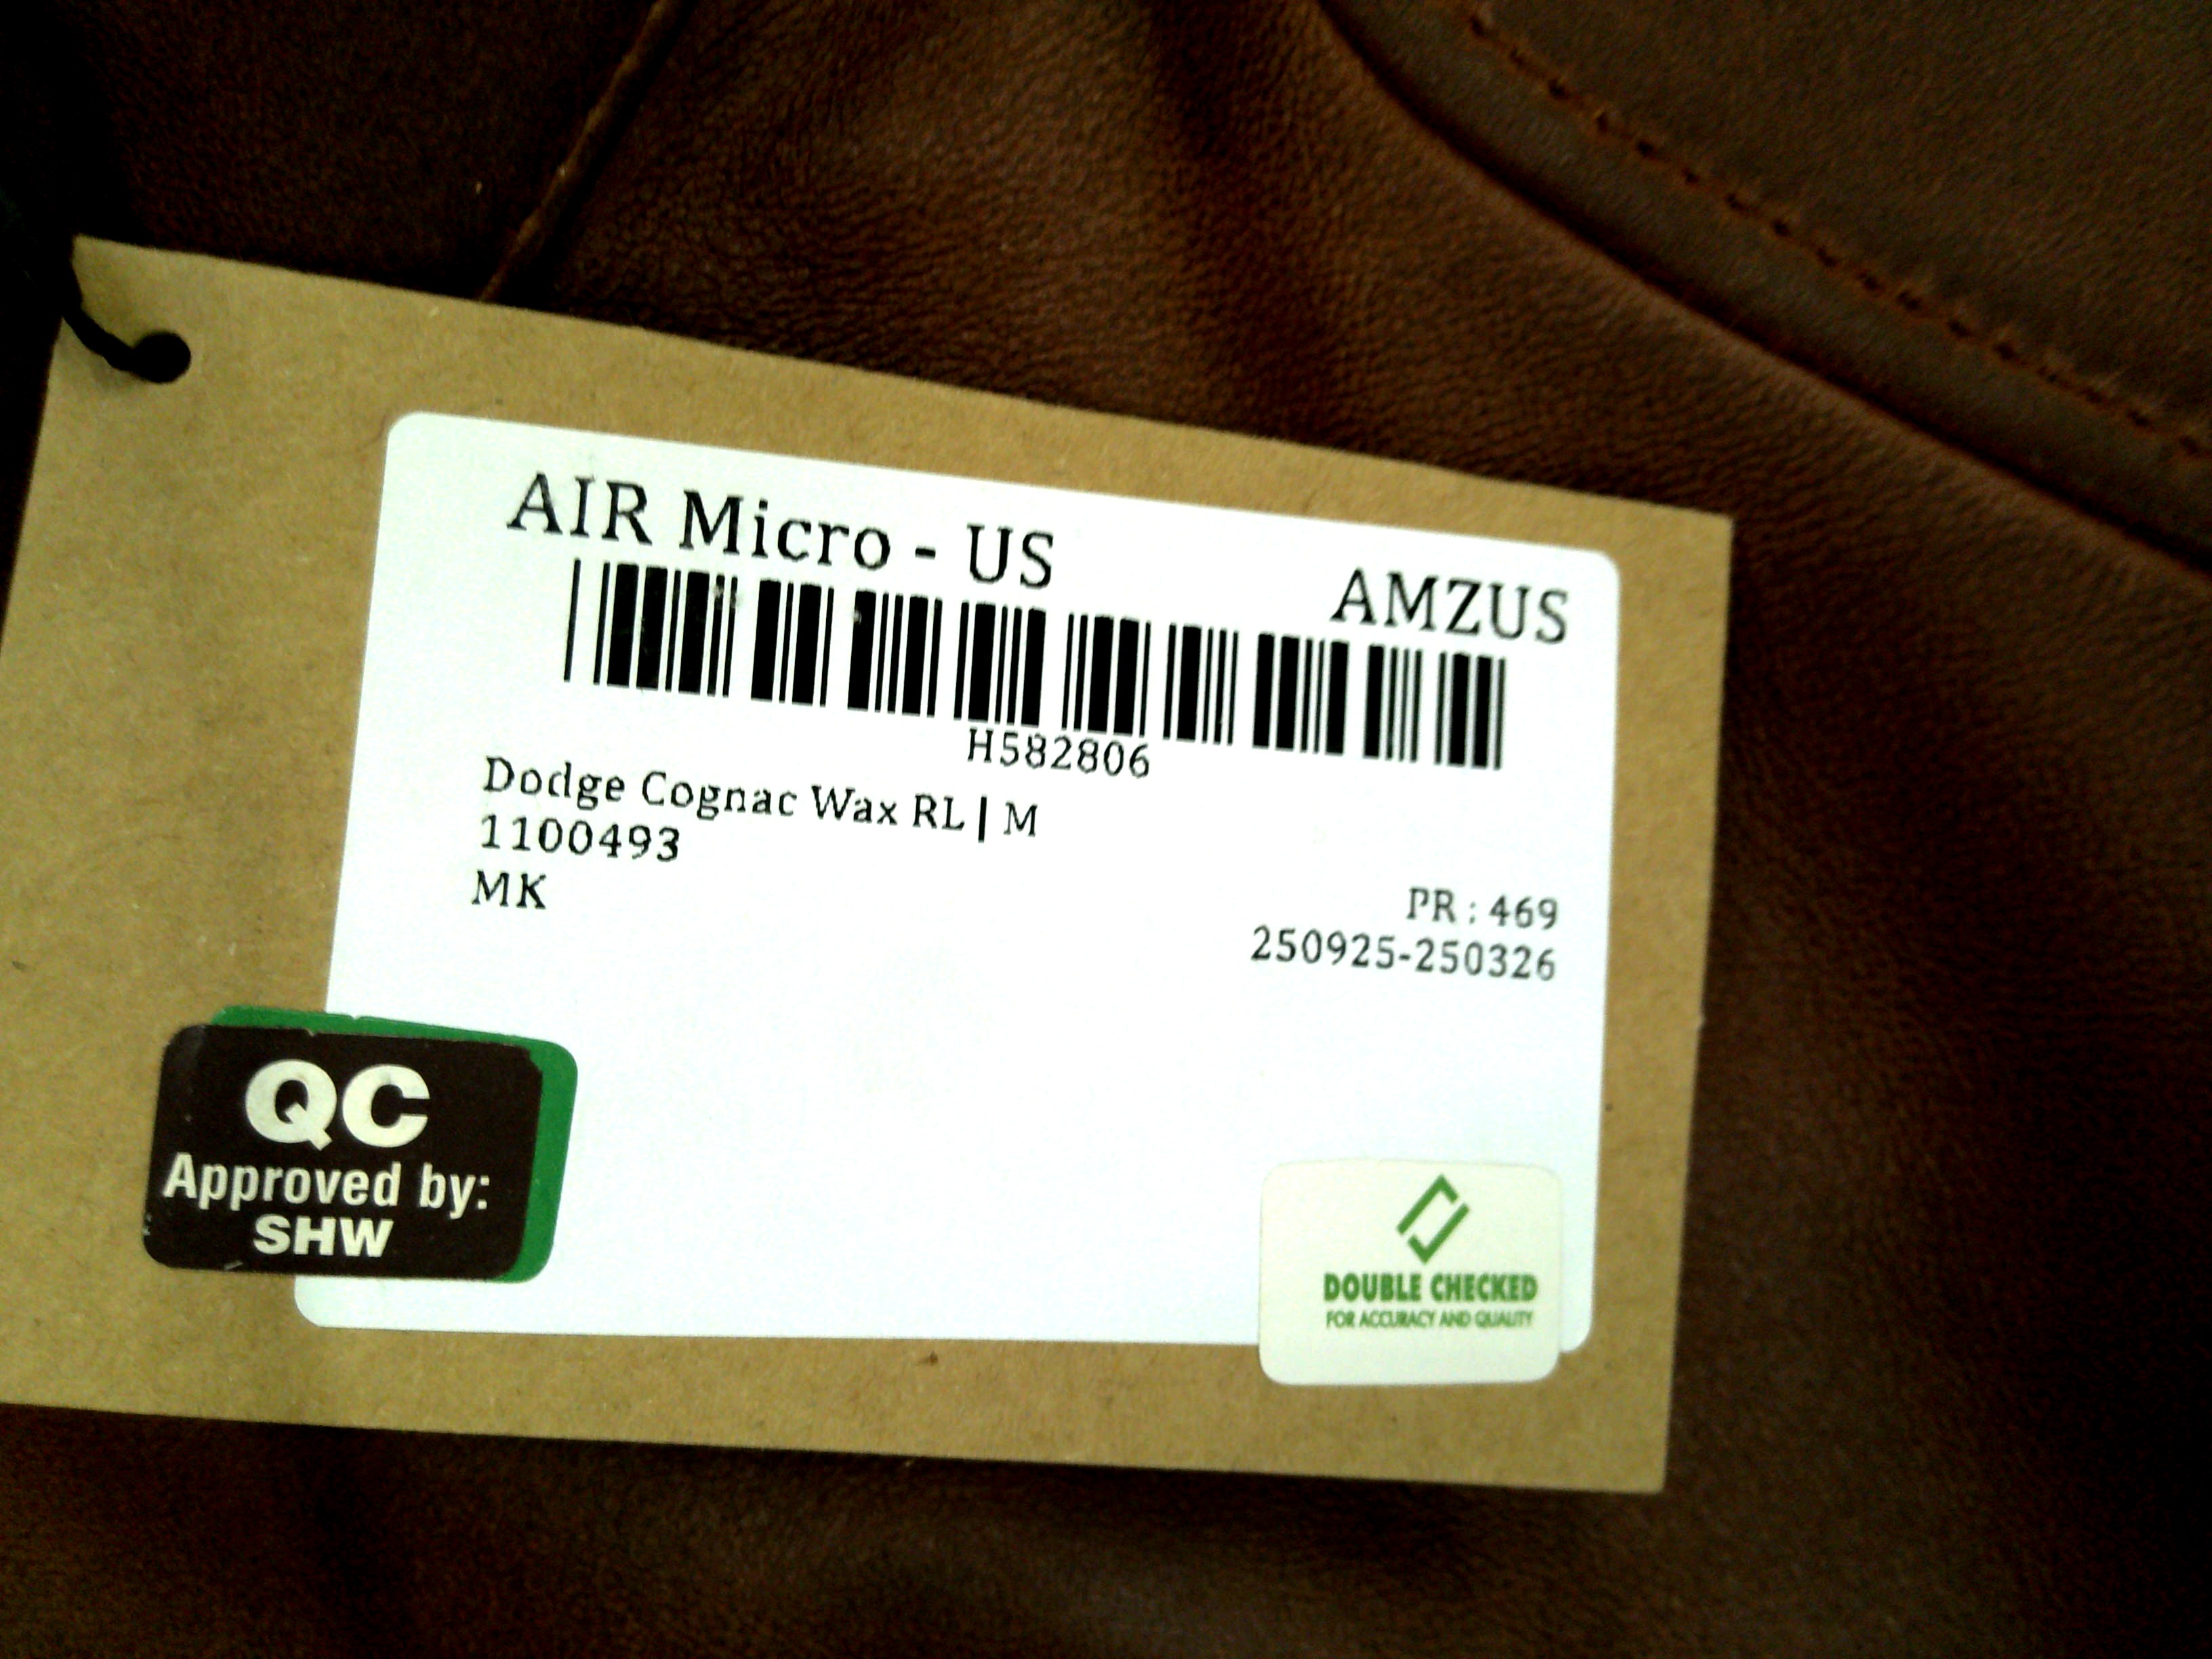 AIR Micro - US
AMZUS
H582806
Dodge Cognac Wax RL | M
1100493
MK
PR : 469
250925-250326
QC
Approved by:
SHW
DOUBLE CHECKED
FOR ACCURACY AND QUALITY